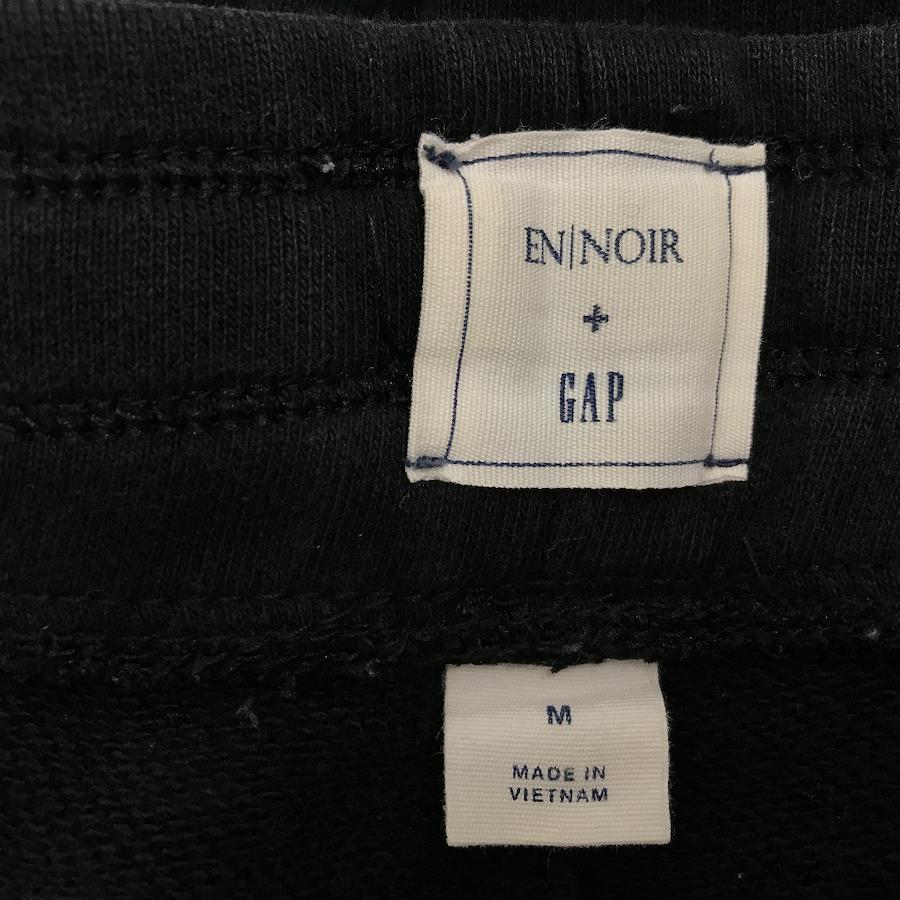 EN|NOIR
+
GAP
M
MADE IN
VIETNAM